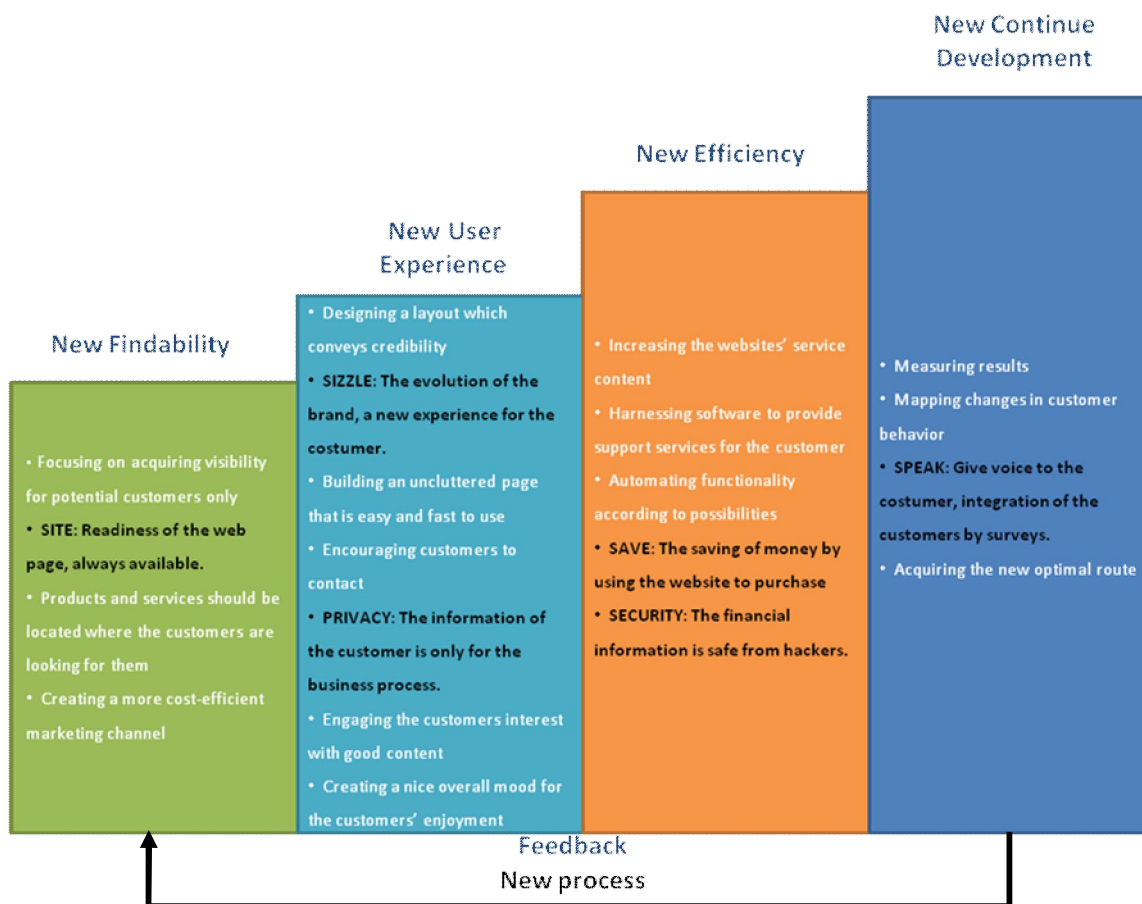 New Continue
Development
New Efficiency
New User
Experience
New Findability
• Focusing on acquiring visibility
for potential customers only
• SITE: Readiness of the web
page, always available.
• Products and services should be
located where the customers are
looking for them
• Creating a more cost-efficient
marketing channel
• Designing a layout which
conveys credibility
• SIZZLE: The evolution of the
brand, a new experience for the
costumer.
• Building an uncluttered page
that is easy and fast to use
• Encouraging customers to
contact
• PRIVACY: The information of
the customer is only for the
business process.
• Engaging the customers interest
with good content
• Creating a nice overall mood for
the customers’ enjoyment
• Increasing the websites’ service
content
• Harnessing software to provide
support services for the customer
• Automating functionality
according to possibilities
• SAVE: The saving of money by
using the website to purchase
• SECURITY: The financial
information is safe from hackers.
• Measuring results
• Mapping changes in customer
behavior
• SPEAK: Give voice to the
costumer, integration of the
customers by surveys.
• Acquiring the new optimal route
Feedback
New process